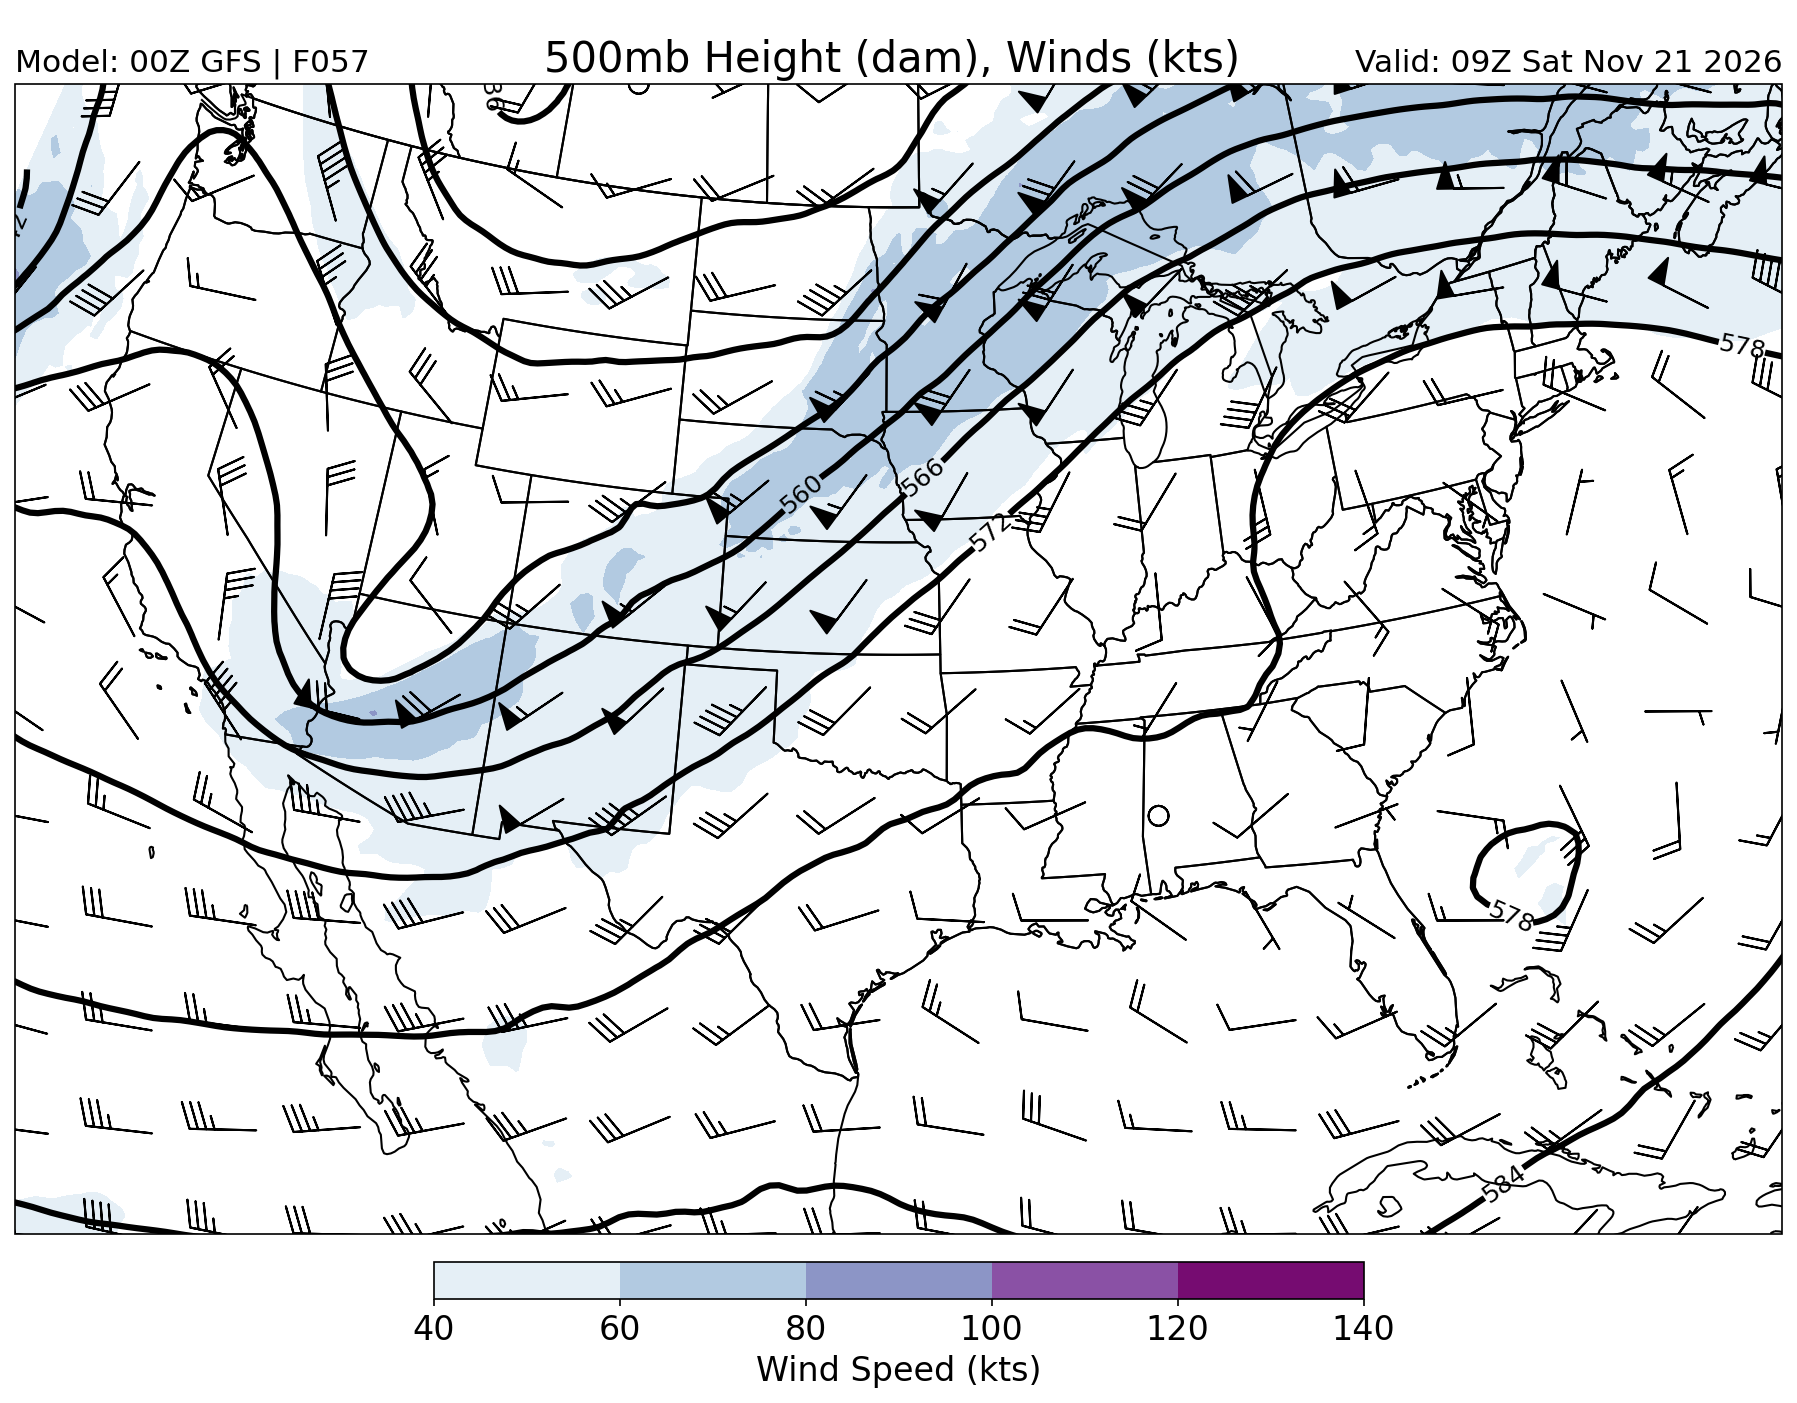 Model: 00Z GFS | F057
500mb Height (dam), Winds (kts)
Valid: 09Z Sat Nov 21 2026
578
560
566
572
578
584
40 60 80 100 120 140
Wind Speed (kts)